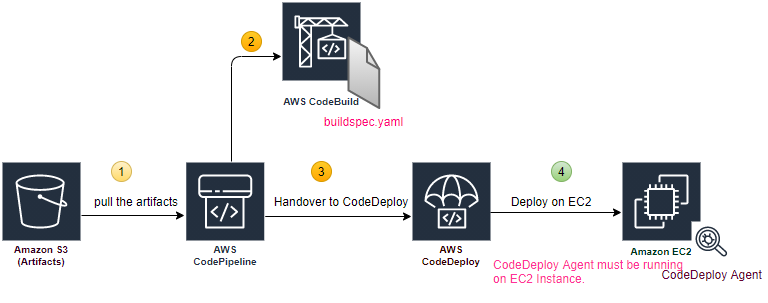 2
AWS CodeBuild
buildspec.yaml
1
3
4
pull the artifacts
Handover to CodeDeploy
Deploy on EC2
Amazon S3
(Artifacts)
AWS
CodePipeline
AWS
CodeDeploy
Amazon EC2
CodeDeploy Agent must be running
on EC2 Instance.
CodeDeploy Agent